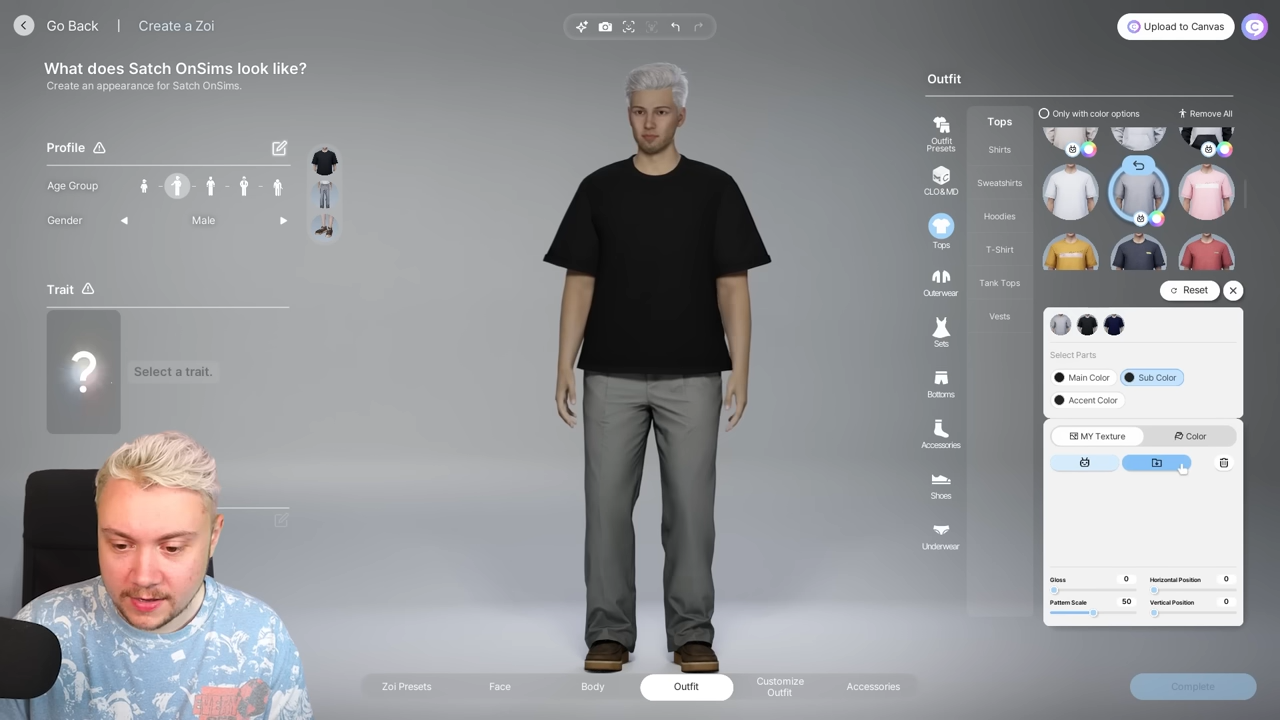 Go Back | Create a Zoi
Upload to Canvas
What does Satch OnSims look like?
Create an appearance for Satch OnSims.
Profile
Age Group
Gender
Male
Trait
?
Select a trait.
Outfit
Outfit
Presets
CLO&MD
Tops
Outerwear
Sets
Bottoms
Accessories
Shoes
Underwear
Tops
Shirts
Sweatshirts
Hoodies
T-Shirt
Tank Tops
Vests
Only with color options
Remove All
Reset
Select Parts
Main Color
Sub Color
Accent Color
MY Texture
Color
Gloss 0
Horizontal Position 0
Pattern Scale 50
Vertical Position 0
Zoi Presets
Face
Body
Outfit
Customize
Outfit
Accessories
Complete